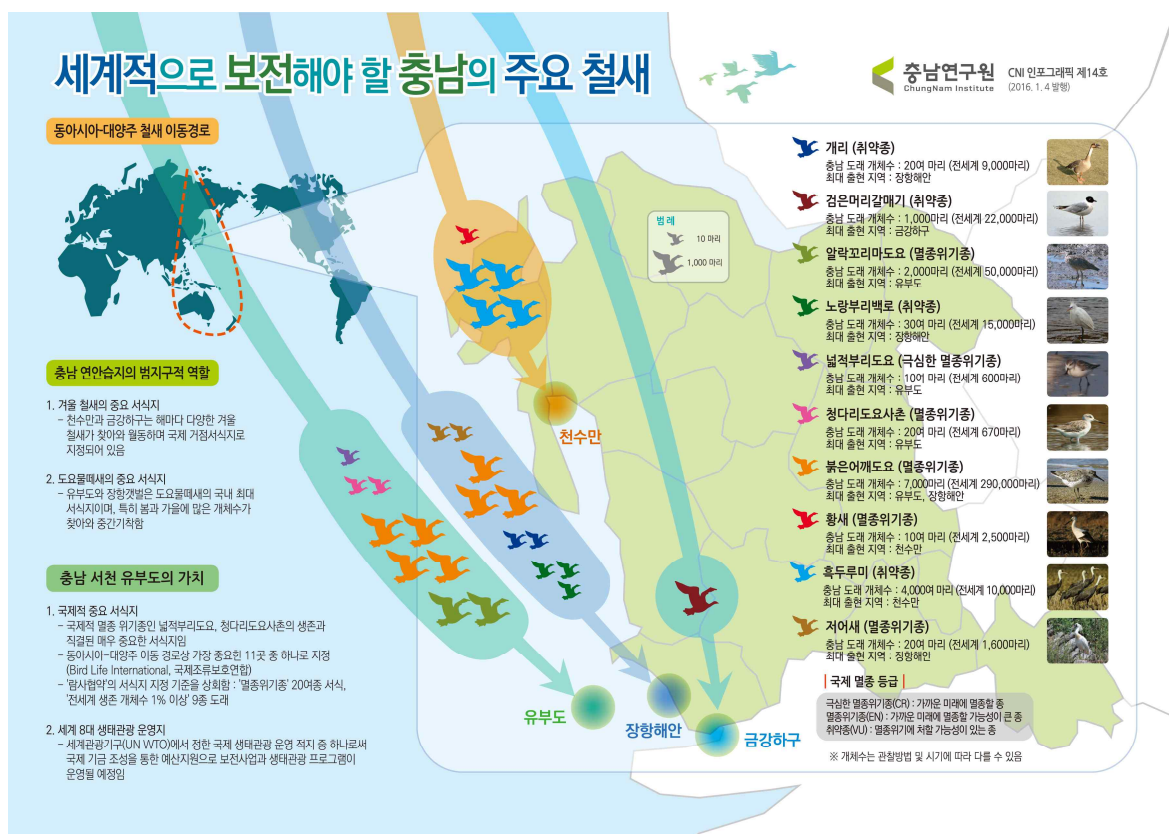 세계적으로 보전해야 할 충남의 주요 철새
충남연구원
ChungNam Institute
CNI 인포그래픽 제14호
(2016. 1. 4 발행)
동아시아-대양주 철새 이동경로
충남 연안습지의 범지구적 역할
1. 겨울 철새의 중요 서식지
- 천수만과 금강하구는 해마다 다양한 겨울
철새가 찾아와 월동하며 국제 거점서식지로
지정되어 있음
2. 도요물떼새의 중요 서식지
- 유부도와 장항갯벌은 도요물떼새의 국내 최대
서식지이며, 특히 봄과 가을에 많은 개체수가
찾아와 중간기착함
충남 서천 유부도의 가치
1. 국제적 중요 서식지
- 국제적 멸종 위기종인 넓적부리도요, 청다리도요사촌의 생존과
직결된 매우 중요한 서식지임
- 동아시아-대양주 이동 경로상 가장 중요한 11곳 중 하나로 지정
(Bird Life International, 국제조류보호연합)
- '람사협약'의 서식지 지정 기준을 상회함 : '멸종위기종' 20여종 서식,
'전세계 생존 개체수 1% 이상' 9종 도래
2. 세계 8대 생태관광 운영지
- 세계관광기구(UN WTO)에서 정한 국제 생태관광 운영 적지 중 하나로써
국제 기금 조성을 통한 예산지원으로 보전사업과 생태관광 프로그램이
운영될 예정임
범례
10 마리
1,000 마리
천수만
유부도
장항해안
금강하구
개리 (취약종)
충남 도래 개체수 : 20여 마리 (전세계 9,000마리)
최대 출현 지역 : 장항해안
검은머리갈매기 (취약종)
충남 도래 개체수 : 1,000마리 (전세계 22,000마리)
최대 출현 지역 : 금강하구
알락꼬리마도요 (멸종위기종)
충남 도래 개체수 : 2,000마리 (전세계 50,000마리)
최대 출현 지역 : 유부도
노랑부리백로 (취약종)
충남 도래 개체수 : 30여 마리 (전세계 15,000마리)
최대 출현 지역 : 장항해안
넓적부리도요 (극심한 멸종위기종)
충남 도래 개체수 : 10여 마리 (전세계 600마리)
최대 출현 지역 : 유부도
청다리도요사촌 (멸종위기종)
충남 도래 개체수 : 20여 마리 (전세계 670마리)
최대 출현 지역 : 유부도
붉은어깨도요 (멸종위기종)
충남 도래 개체수 : 7,000마리 (전세계 290,000마리)
최대 출현 지역 : 유부도, 장항해안
황새 (멸종위기종)
충남 도래 개체수 : 10여 마리 (전세계 2,500마리)
최대 출현 지역 : 천수만
흑두루미 (취약종)
충남 도래 개체수 : 4,000여 마리 (전세계 10,000마리)
최대 출현 지역 : 천수만
저어새 (멸종위기종)
충남 도래 개체수 : 20여 마리 (전세계 1,600마리)
최대 출현 지역 : 장항해안
| 국제 멸종 등급 |
극심한 멸종위기종(CR) : 가까운 미래에 멸종할 종
멸종위기종(EN) : 가까운 미래에 멸종할 가능성이 큰 종
취약종(VU) : 멸종위기에 처할 가능성이 있는 종
※ 개체수는 관찰방법 및 시기에 따라 다를 수 있음